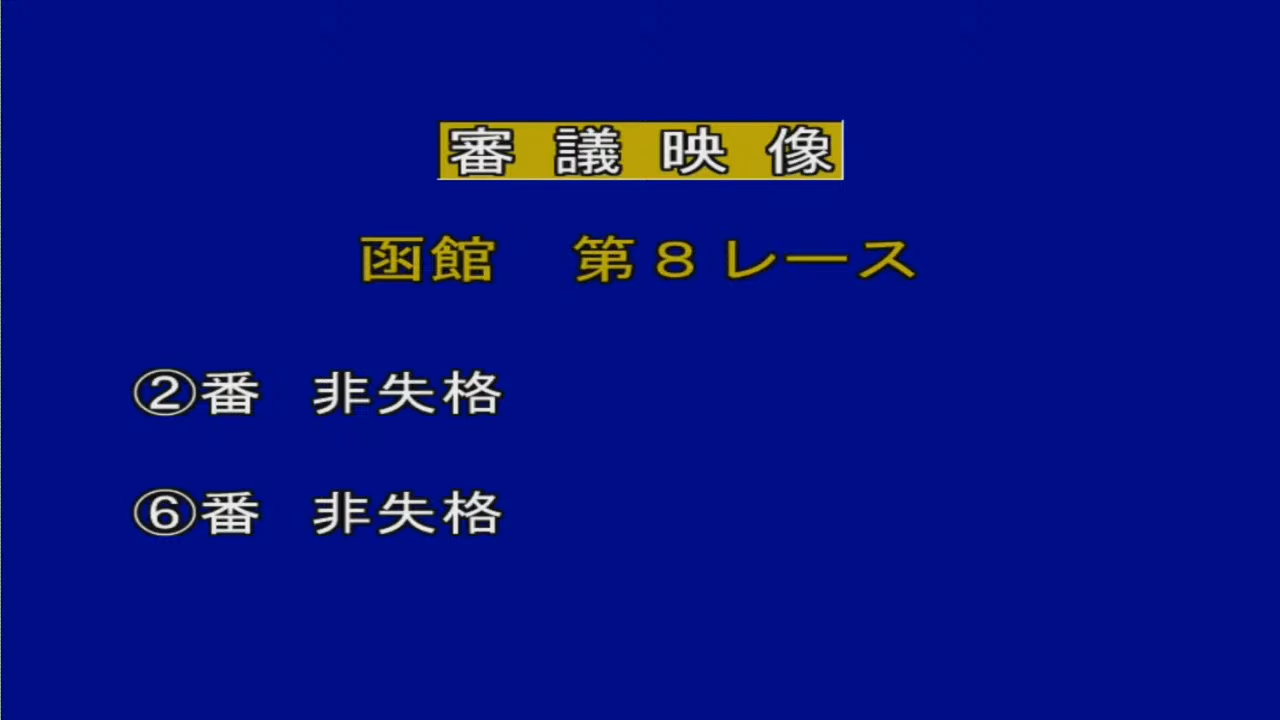 審議映像
函館　第８レース
②番　非失格
⑥番　非失格